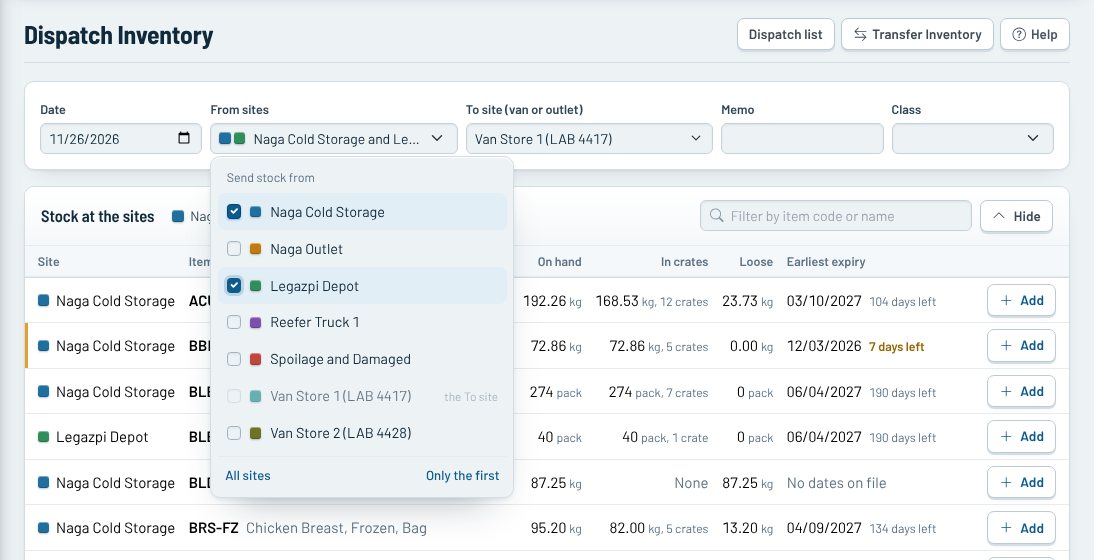 Dispatch Inventory
Dispatch list
Transfer Inventory
Help
Date
From sites
To site (van or outlet)
Memo
Class
11/26/2026
Naga Cold Storage and Le...
Van Store 1 (LAB 4417)
Send stock from
Naga Cold Storage
Naga Outlet
Legazpi Depot
Reefer Truck 1
Spoilage and Damaged
Van Store 1 (LAB 4417) the To site
Van Store 2 (LAB 4428)
All sites
Only the first
Stock at the sites
Filter by item code or name
Hide
Site On hand In crates Loose Earliest expiry
Naga Cold Storage 192.26 kg 168.53 kg, 12 crates 23.73 kg 03/10/2027 104 days left + Add
Naga Cold Storage 72.86 kg 72.86 kg, 5 crates 0.00 kg 12/03/2026 7 days left + Add
Naga Cold Storage 274 pack 274 pack, 7 crates 0 pack 06/04/2027 190 days left + Add
Legazpi Depot 40 pack 40 pack, 1 crate 0 pack 06/04/2027 190 days left + Add
Naga Cold Storage 87.25 kg None 87.25 kg No dates on file + Add
Naga Cold Storage BRS-FZ Chicken Breast, Frozen, Bag 95.20 kg 82.00 kg, 5 crates 13.20 kg 04/09/2027 134 days left + Add